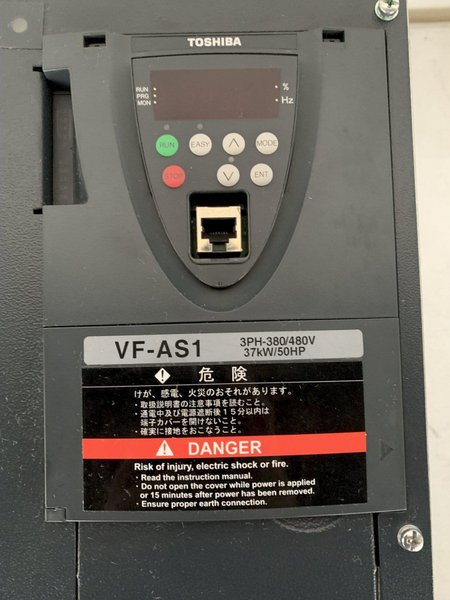 TOSHIBA
RUN
PRG
MON
%
Hz
RUN
EASY
MODE
STOP
ENT
VF-AS1
3PH-380/480V
37kW/50HP
危険
けが、感電、火災のおそれがあります。
・取扱説明書の注意事項を読むこと。
・通電中及び電源遮断後15分以内は
端子カバーを開けないこと。
・確実に接地をおこなうこと。
DANGER
Risk of injury, electric shock or fire.
・Read the instruction manual.
・Do not open the cover while power is applied
or 15 minutes after power has been removed.
・Ensure proper earth connection.